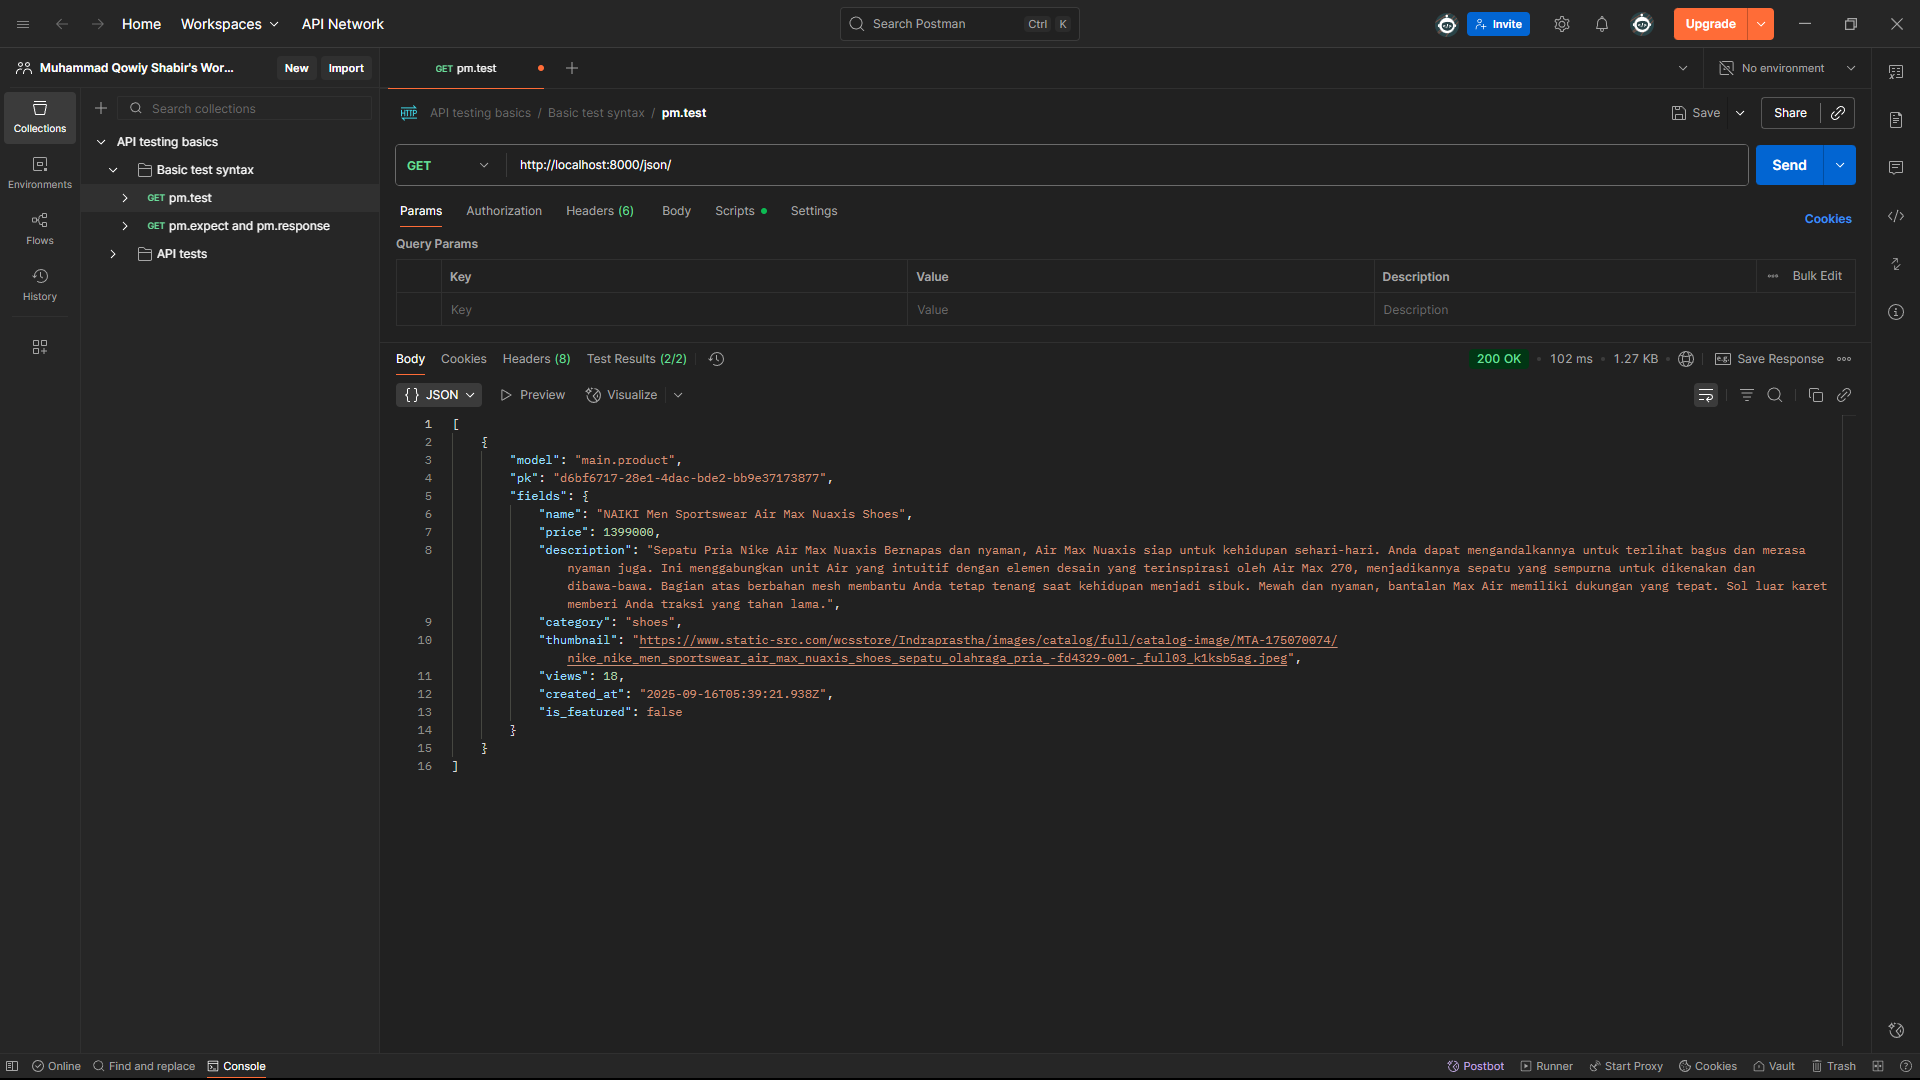 Home
Workspaces
API Network
Search Postman
Ctrl
K
Invite
Upgrade
Muhammad Qowiy Shabir's Wor...
New
Import
GET pm.test
No environment
Collections
Environments
Flows
History
Search collections
API testing basics
Basic test syntax
GET pm.test
GET pm.expect and pm.response
API tests
HTTP
API testing basics / Basic test syntax / pm.test
Save
Share
GET
http://localhost:8000/json/
Send
Params
Authorization
Headers (6)
Body
Scripts
Settings
Cookies
Query Params
Key
Value
Description
Bulk Edit
Key
Value
Description
Body
Cookies
Headers (8)
Test Results (2/2)
200 OK
102 ms
1.27 KB
e.g.
Save Response
{} JSON
Preview
Visualize
1 [
2 {
3 "model": "main.product",
4 "pk": "d6bf6717-28e1-4dac-bde2-bb9e37173877",
5 "fields": {
6 "name": "NAIKI Men Sportswear Air Max Nuaxis Shoes",
7 "price": 1399000,
8 "description": "Sepatu Pria Nike Air Max Nuaxis Bernapas dan nyaman, Air Max Nuaxis siap untuk kehidupan sehari-hari. Anda dapat mengandalkannya untuk terlihat bagus dan merasa
nyaman juga. Ini menggabungkan unit Air yang intuitif dengan elemen desain yang terinspirasi oleh Air Max 270, menjadikannya sepatu yang sempurna untuk dikenakan dan
dibawa-bawa. Bagian atas berbahan mesh membantu Anda tetap tenang saat kehidupan menjadi sibuk. Mewah dan nyaman, bantalan Max Air memiliki dukungan yang tepat. Sol luar karet
memberi Anda traksi yang tahan lama.",
9 "category": "shoes",
10 "thumbnail": "https://www.static-src.com/wcsstore/Indraprastha/images/catalog/full/catalog-image/MTA-175070074/
nike_nike_men_sportswear_air_max_nuaxis_shoes_sepatu_olahraga_pria_-fd4329-001-_full03_k1ksb5ag.jpeg",
11 "views": 18,
12 "created_at": "2025-09-16T05:39:21.938Z",
13 "is_featured": false
14 }
15 }
16 ]
Online
Find and replace
Console
Postbot
Runner
Start Proxy
Cookies
Vault
Trash